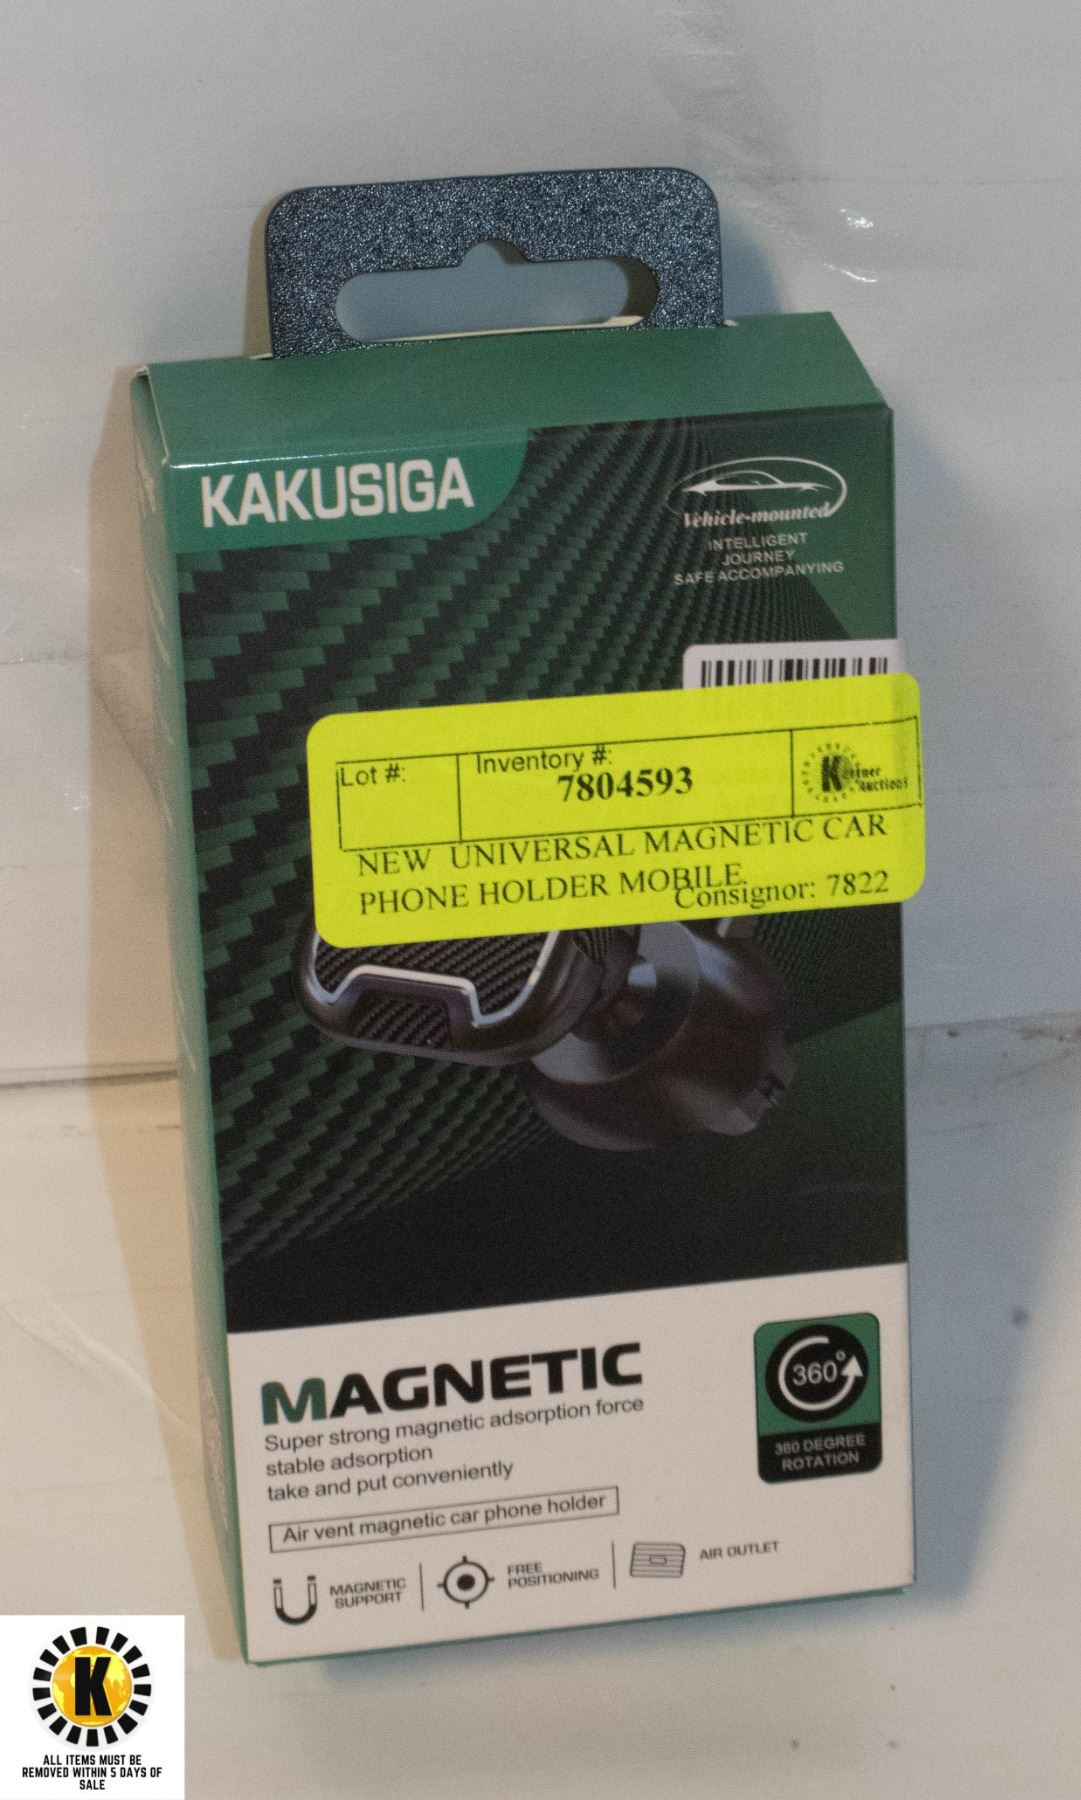 KAKUSIGA
Vehicle-mounted
INTELLIGENT
JOURNEY
SAFE ACCOMPANYING
Lot #:
Inventory #:
7804593
Kastner
Auctions
NEW UNIVERSAL MAGNETIC CAR
PHONE HOLDER MOBILE.
Consignor: 7822
MAGNETIC
Super strong magnetic adsorption force
stable adsorption
take and put conveniently
Air vent magnetic car phone holder
360°
360 DEGREE
ROTATION
MAGNETIC
SUPPORT
FREE
POSITIONING
AIR OUTLET
K
ALL ITEMS MUST BE
REMOVED WITHIN 5 DAYS OF
SALE